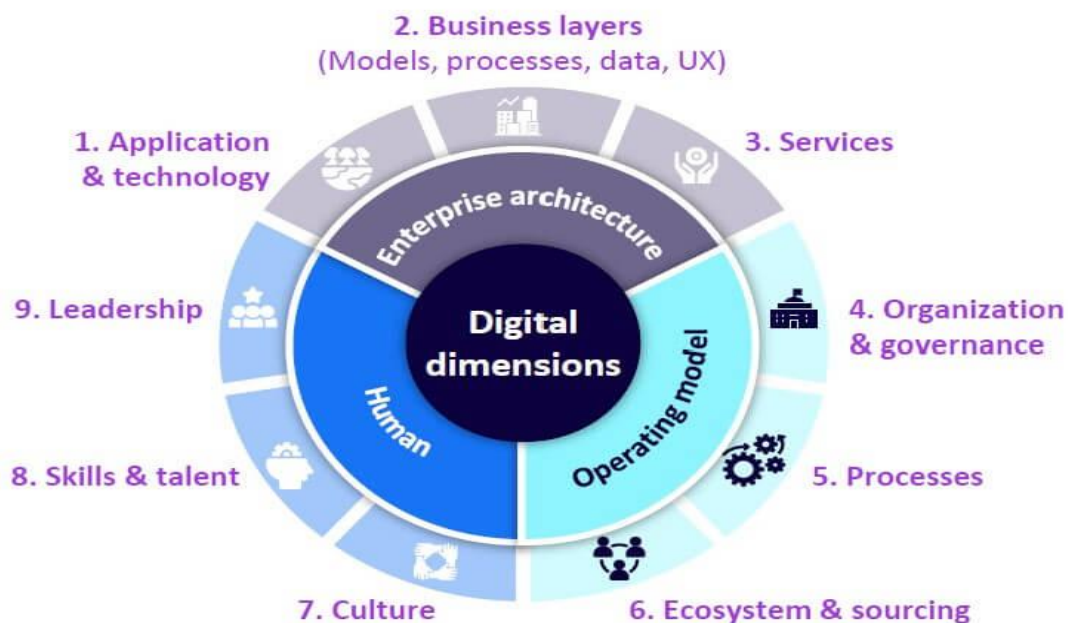 2. Business layers
(Models, processes, data, UX)
1. Application
& technology
3. Services
Enterprise architecture
9. Leadership
Digital
dimensions
4. Organization
& governance
Human
Operating model
8. Skills & talent
5. Processes
7. Culture
6. Ecosystem & sourcing